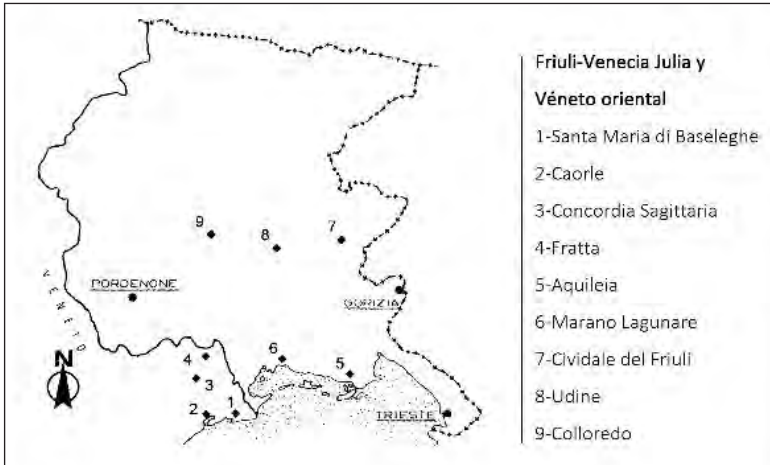 Friuli-Venecia Julia y
Véneto oriental
1-Santa Maria di Baseleghe
2-Caorle
3-Concordia Sagittaria
4-Fratta
5-Aquileia
6-Marano Lagunare
7-Cividale del Friuli
8-Udine
9-Colloredo
9
8
7
PORDENONE
GORIZIA
VENETO
N
4
6
5
3
2
1
TRIESTE